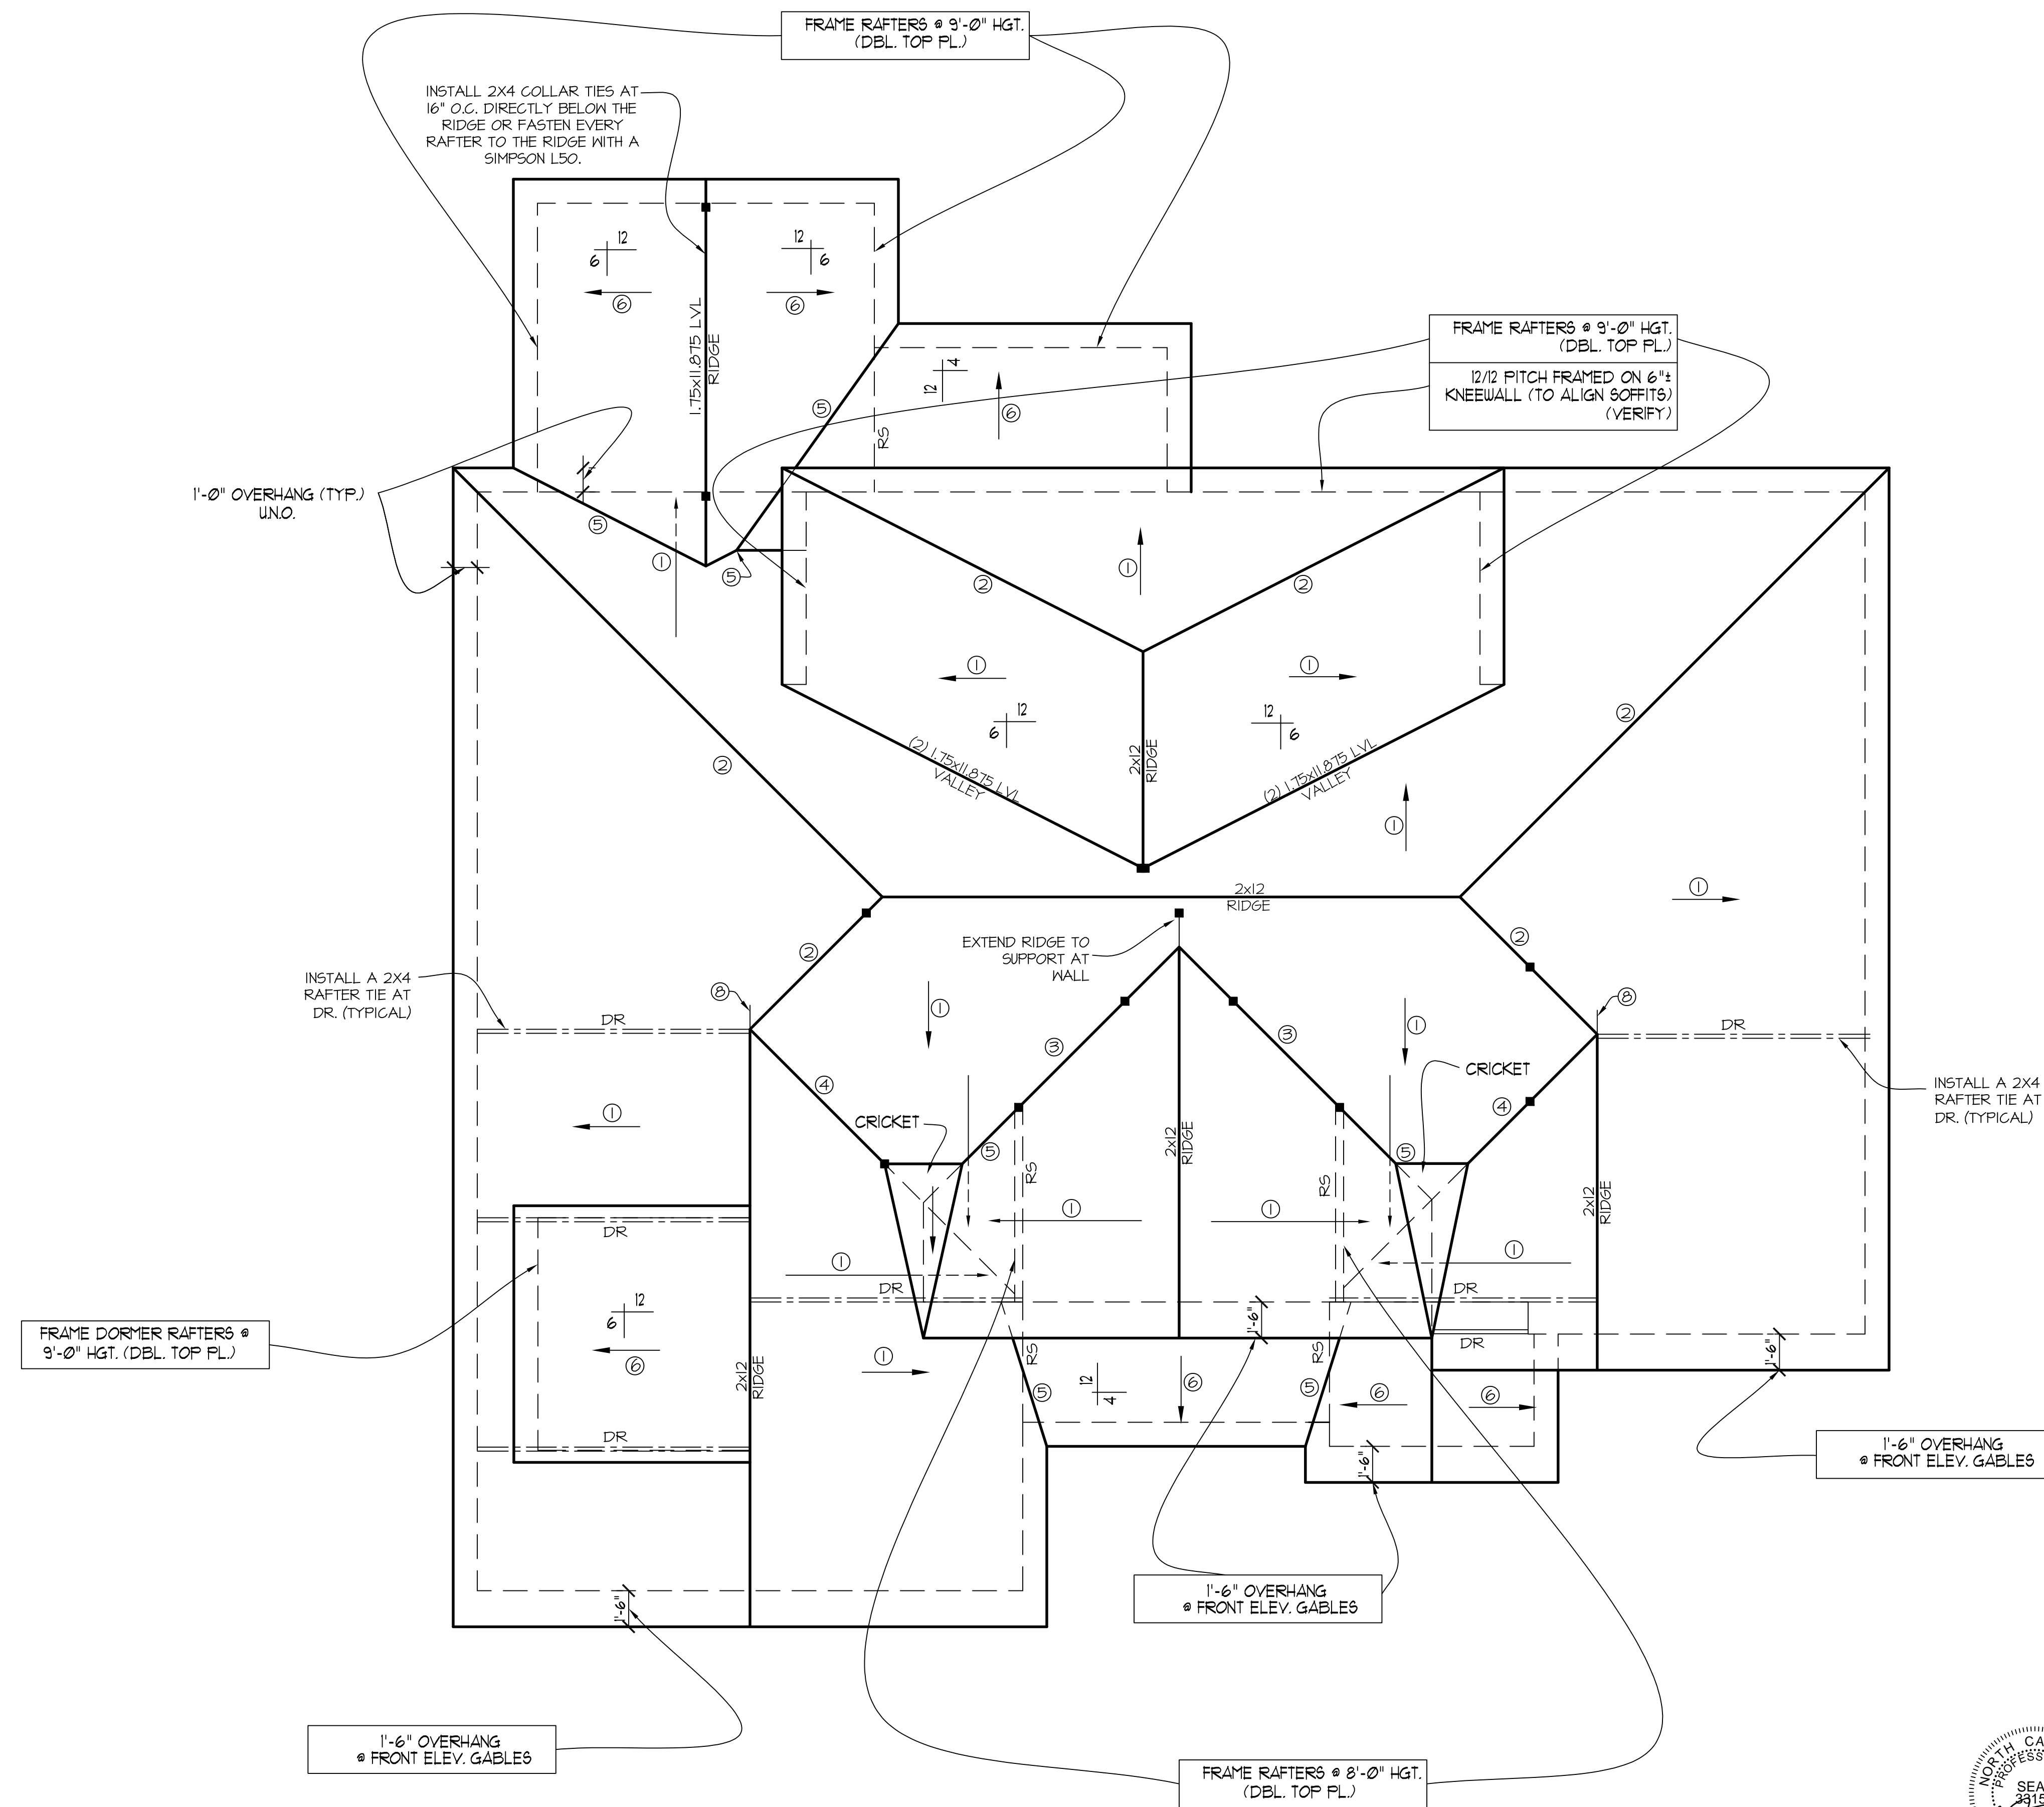 FRAME RAFTERS @ 9'-0" HGT.
(DBL. TOP PL.)
INSTALL 2X4 COLLAR TIES AT
16" O.C. DIRECTLY BELOW THE
RIDGE OR FASTEN EVERY
RAFTER TO THE RIDGE WITH A
SIMPSON L50.
12
6
12
6
6
6
1.75x11.875 LVL
RIDGE
FRAME RAFTERS @ 9'-0" HGT.
(DBL. TOP PL.)
12/12 PITCH FRAMED ON 6"±
KNEEWALL (TO ALIGN SOFFITS)
(VERIFY)
4
12
5
6
RS
1'-0" OVERHANG (TYP.)
U.N.O.
5
1
5
1
2
2
1
1
12
6
12
6
2
2
(2) 1.75x11.875 LVL
VALLEY
2x12
RIDGE
(2) 1.75x11.875 LVL
VALLEY
1
2x12
RIDGE
1
EXTEND RIDGE TO
SUPPORT AT
WALL
2
2
INSTALL A 2X4
RAFTER TIE AT
DR. (TYPICAL)
8
8
DR
DR
1
1
3
3
4
CRICKET
4
CRICKET
INSTALL A 2X4
RAFTER TIE AT
DR. (TYPICAL)
1
5
5
2x12
RIDGE
RS
RS
2x12
RIDGE
1
1
DR
1
1
DR
DR
12
6
6
FRAME DORMER RAFTERS @
9'-0" HGT. (DBL. TOP PL.)
1'-6"
DR
1'-6"
RS
RS
1
2x12
RIDGE
5
12
4
6
5
6
6
DR
1'-6"
1'-6" OVERHANG
@ FRONT ELEV. GABLES
1'-6" OVERHANG
@ FRONT ELEV. GABLES
1'-6"
1'-6" OVERHANG
@ FRONT ELEV. GABLES
FRAME RAFTERS @ 8'-0" HGT.
(DBL. TOP PL.)
NORTH CA
PROFESS
SEA
3315